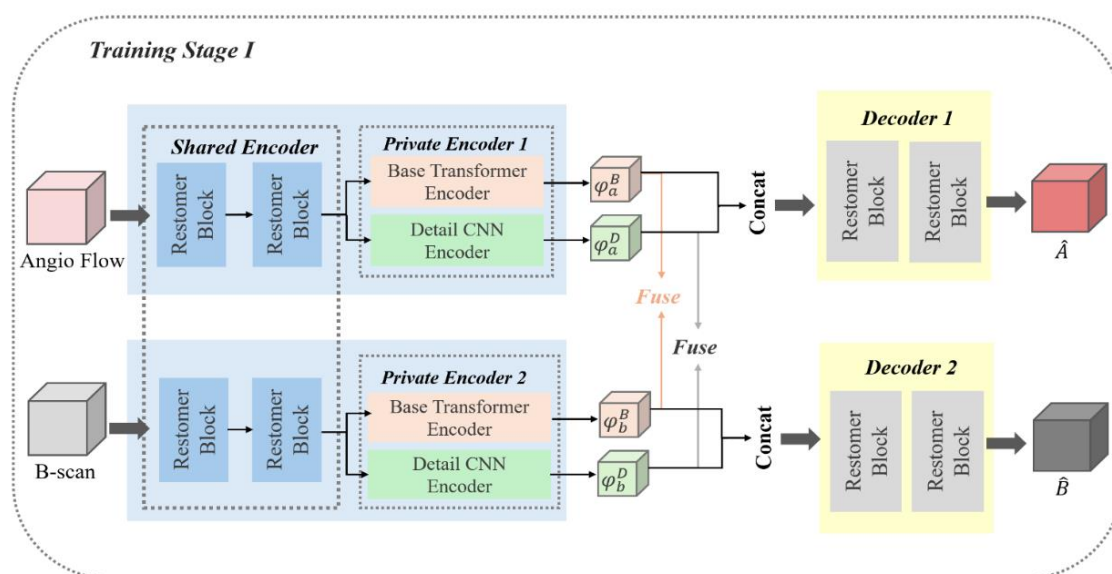 Training Stage I
Shared Encoder
Restomer
Block
Restomer
Block
Angio Flow
Private Encoder 1
Base Transformer
Encoder
Detail CNN
Encoder
φₐᴮ
φₐᴰ
Concat
Decoder 1
Restomer
Block
Restomer
Block
Â
Fuse
Fuse
Restomer
Block
Restomer
Block
B-scan
Private Encoder 2
Base Transformer
Encoder
Detail CNN
Encoder
φ_b^B
φ_b^D
Concat
Decoder 2
Restomer
Block
Restomer
Block
B̂